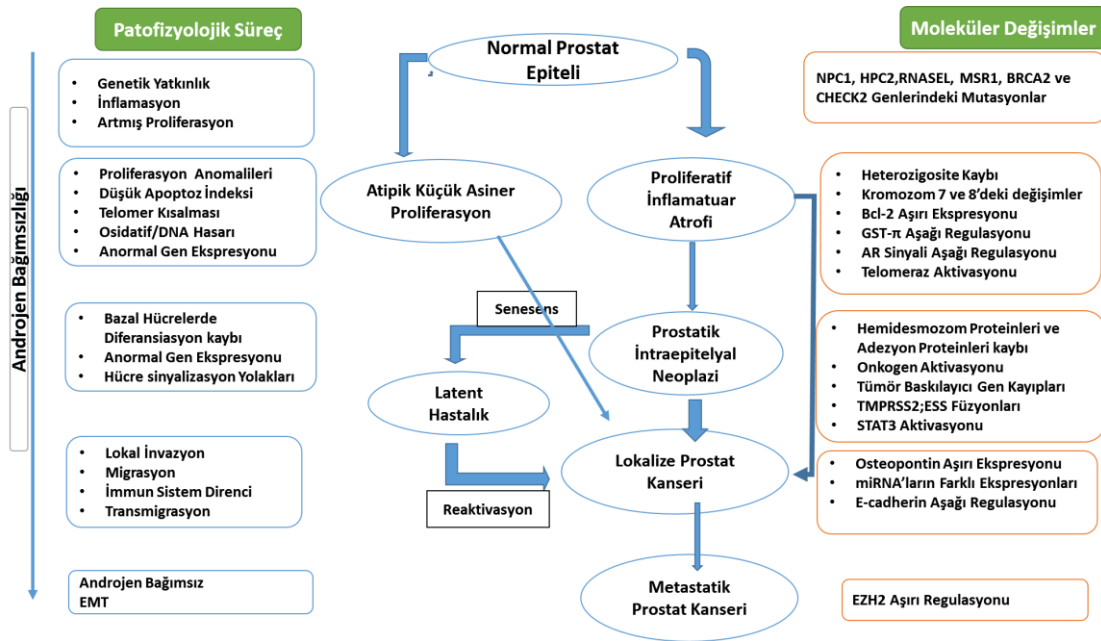 Patofizyolojik Süreç
Moleküler Değişimler
Androjen Bağımsızlığı
Normal Prostat
Epiteli
• Genetik Yatkınlık
• İnflamasyon
• Artmış Proliferasyon
NPC1, HPC2,RNASEL, MSR1, BRCA2 ve
CHECK2 Genlerindeki Mutasyonlar
• Proliferasyon Anomalileri
• Düşük Apoptoz İndeksi
• Telomer Kısalması
• Osidatif/DNA Hasarı
• Anormal Gen Ekspresyonu
Atipik Küçük Asiner
Proliferasyon
Proliferatif
İnflamatuar
Atrofi
• Heterozigosite Kaybı
• Kromozom 7 ve 8’deki değişimler
• Bcl-2 Aşırı Ekspresyonu
• GST-π Aşağı Regulasyonu
• AR Sinyali Aşağı Regulasyonu
• Telomeraz Aktivasyonu
• Bazal Hücrelerde
Diferansiasyon kaybı
• Anormal Gen Ekspresyonu
• Hücre sinyalizasyon Yolakları
Senesens
Prostatik
İntraepitelyal
Neoplazi
Latent
Hastalık
• Hemidesmozom Proteinleri ve
Adezyon Proteinleri kaybı
• Onkogen Aktivasyonu
• Tümör Baskılayıcı Gen Kayıpları
• TMPRSS2;ESS Füzyonları
• STAT3 Aktivasyonu
• Lokal İnvazyon
• Migrasyon
• İmmun Sistem Direnci
• Transmigrasyon
Reaktivasyon
Lokalize Prostat
Kanseri
• Osteopontin Aşırı Ekspresyonu
• miRNA’ların Farklı Ekspresyonları
• E-cadherin Aşağı Regulasyonu
Androjen Bağımsız
EMT
Metastatik
Prostat Kanseri
EZH2 Aşırı Regulasyonu